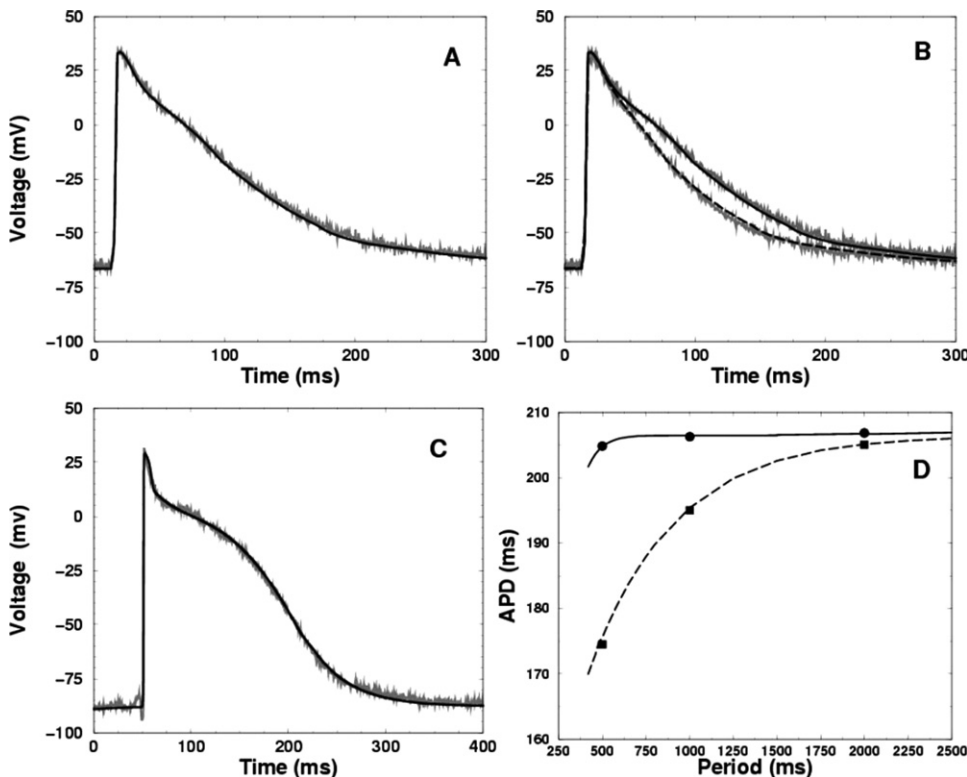 A
50
25
0
−25
−50
−75
−100
Voltage (mV)
0 100 200 300
Time (ms)
B
50
25
0
−25
−50
−75
−100
0 100 200 300
Time (ms)
C
50
25
0
−25
−50
−75
−100
Voltage (mv)
0 100 200 300 400
Time (ms)
D
210
200
190
180
170
160
APD (ms)
250 500 750 1000 1250 1500 1750 2000 2250 2500
Period (ms)